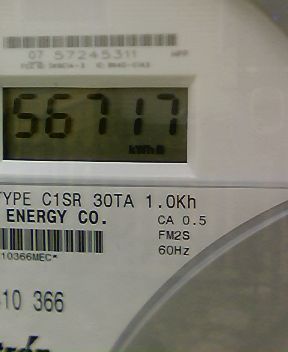 07 57245311
56717
kWh
TYPE C1SR 30TA 1.0Kh
ENERGY CO.
CA 0.5
FM2S
60Hz
10366MEC*
10 366